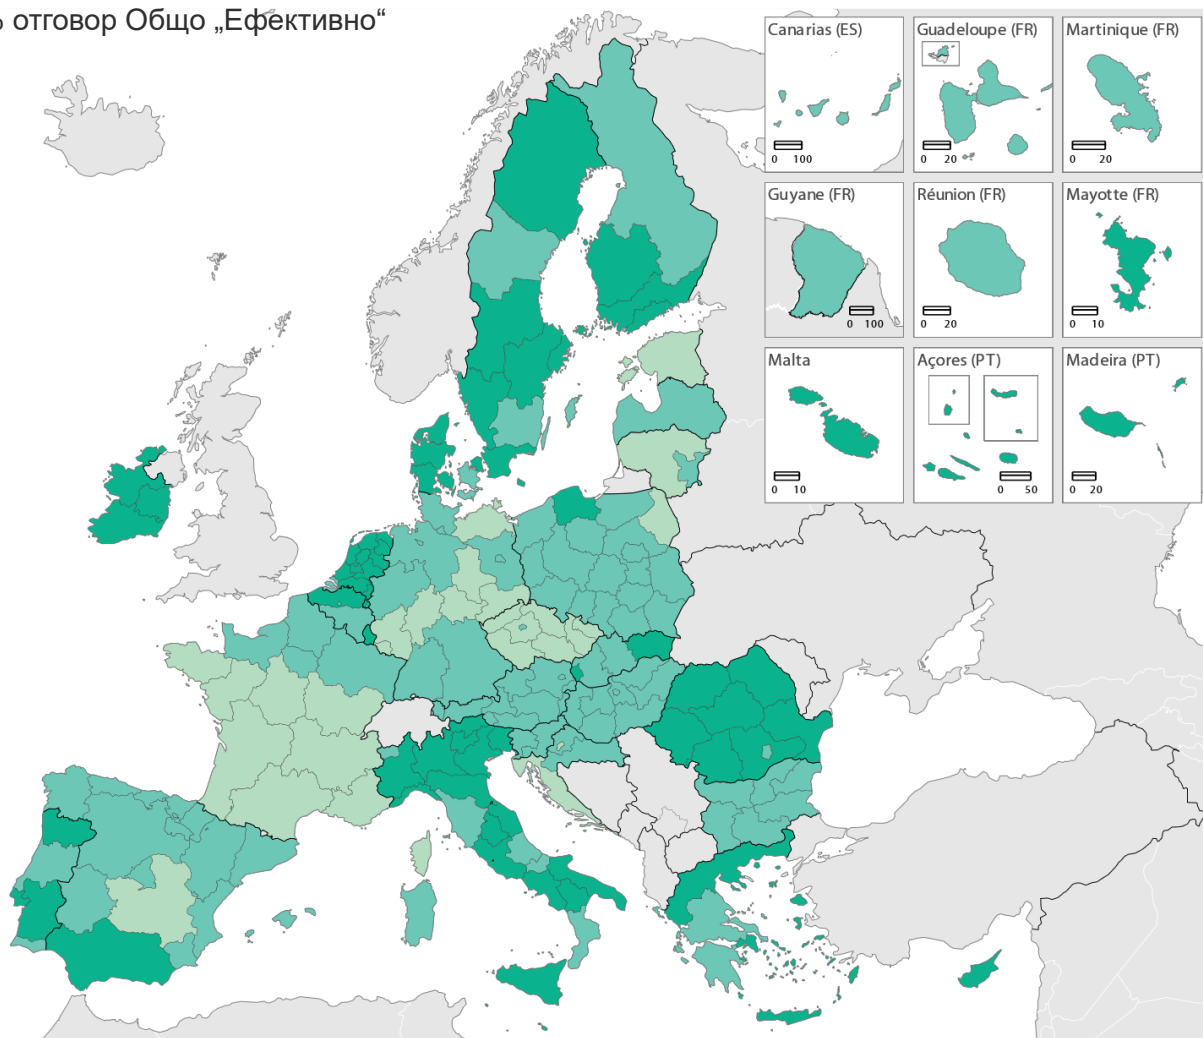 % отговор Общо „Ефективно“
Canarias (ES)
0 100
Guadeloupe (FR)
0 20
Martinique (FR)
0 20
Guyane (FR)
0 100
Réunion (FR)
0 20
Mayotte (FR)
0 10
Malta
0 10
Açores (PT)
0 50
Madeira (PT)
0 20